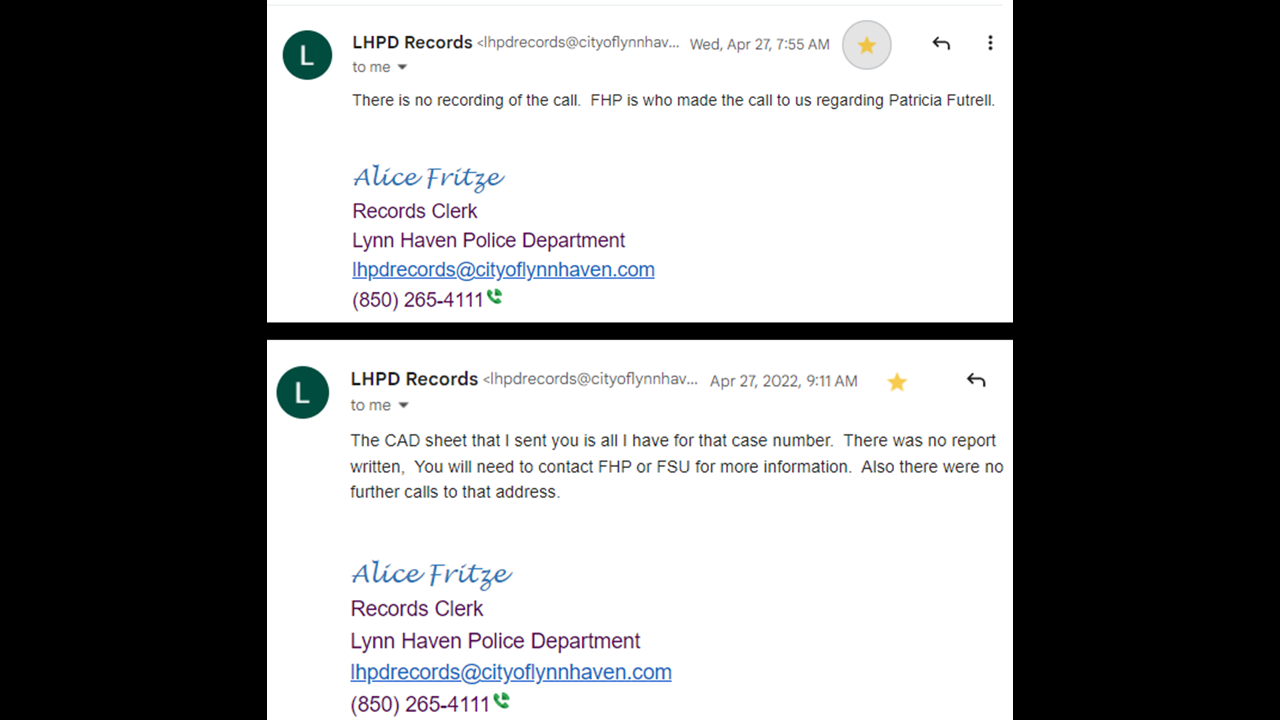 L
LHPD Records <lhpdrecords@cityoflynnhav... Wed, Apr 27, 7:55 AM
to me
There is no recording of the call.  FHP is who made the call to us regarding Patricia Futrell.
Alice Fritze
Records Clerk
Lynn Haven Police Department
lhpdrecords@cityoflynnhaven.com
(850) 265-4111
L
LHPD Records <lhpdrecords@cityoflynnhav... Apr 27, 2022, 9:11 AM
to me
The CAD sheet that I sent you is all I have for that case number.  There was no report
written,  You will need to contact FHP or FSU for more information.  Also there were no
further calls to that address.
Alice Fritze
Records Clerk
Lynn Haven Police Department
lhpdrecords@cityoflynnhaven.com
(850) 265-4111